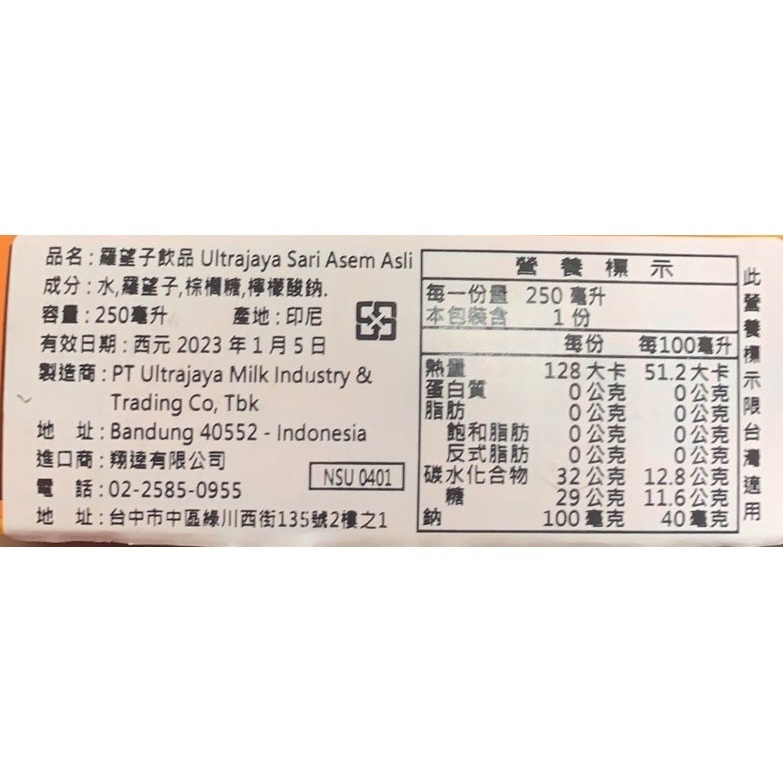 品名:羅望子飲品 Ultrajaya Sari Asem Asli
成分:水,羅望子,棕櫚糖,檸檬酸鈉.
容量:250毫升 產地:印尼
有效日期:西元 2023 年 1 月 5 日
製造商:PT Ultrajaya Milk Industry &
Trading Co, Tbk
地 址:Bandung 40552 - Indonesia
進口商:翔達有限公司
電 話:02-2585-0955
NSU 0401
地 址:台中市中區綠川西街135號2樓之1
營養標示
每一份量 250 毫升
本包裝含 1 份
每份 每100毫升
熱量 128 大卡 51.2 大卡
蛋白質 0 公克 0 公克
脂肪 0 公克 0 公克
飽和脂肪 0 公克 0 公克
反式脂肪 0 公克 0 公克
碳水化合物 32 公克 12.8 公克
糖 29 公克 11.6 公克
鈉 100 毫克 40 毫克
此營養標示限台灣適用